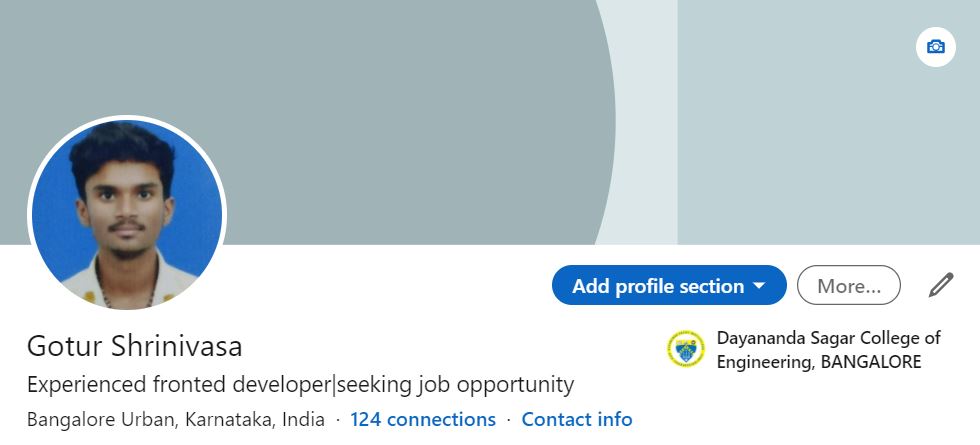 Add profile section
More...
Gotur Shrinivasa
Dayananda Sagar College of
Engineering, BANGALORE
Experienced fronted developer|seeking job opportunity
Bangalore Urban, Karnataka, India · 124 connections · Contact info